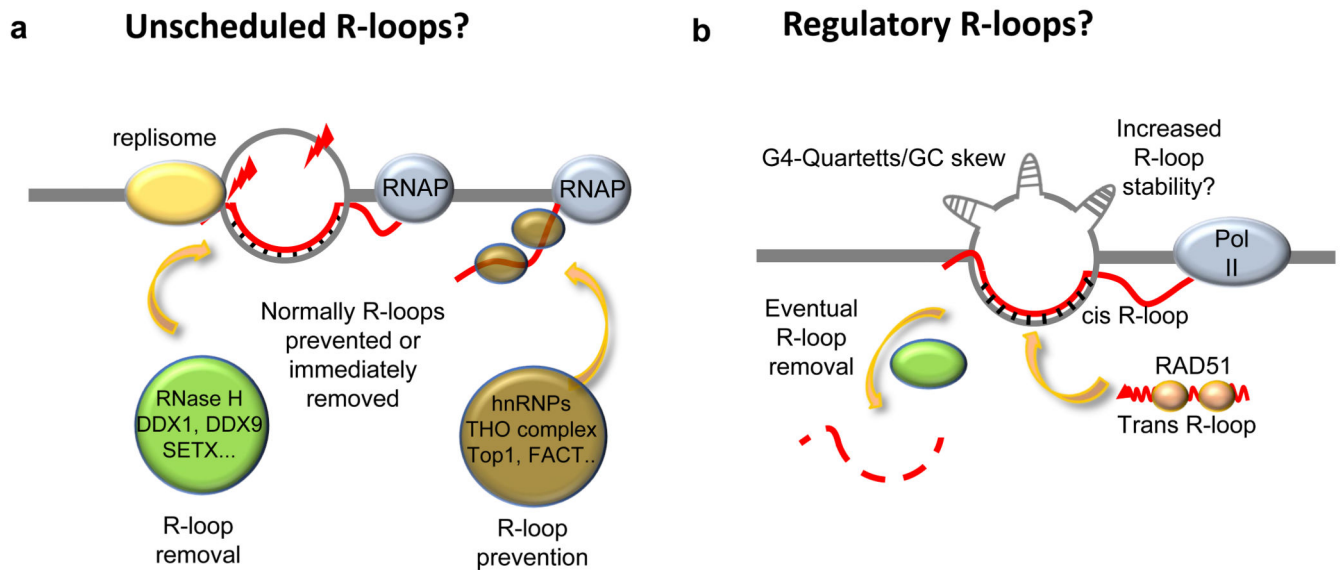 a
Unscheduled R-loops?
replisome
RNAP
RNAP
Normally R-loops
prevented or
immediately
removed
RNase H
DDX1, DDX9
SETX...
R-loop
removal
hnRNPs
THO complex
Top1, FACT..
R-loop
prevention
b
Regulatory R-loops?
G4-Quartetts/GC skew
Increased
R-loop
stability?
Pol
II
cis R-loop
Eventual
R-loop
removal
RAD51
Trans R-loop